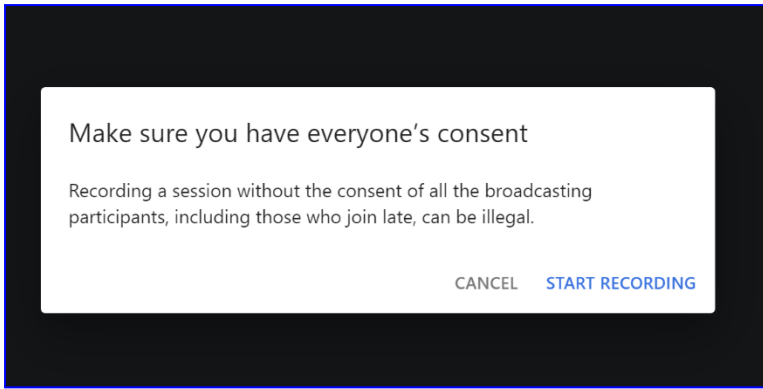 Make sure you have everyone’s consent
Recording a session without the consent of all the broadcasting
participants, including those who join late, can be illegal.
CANCEL START RECORDING